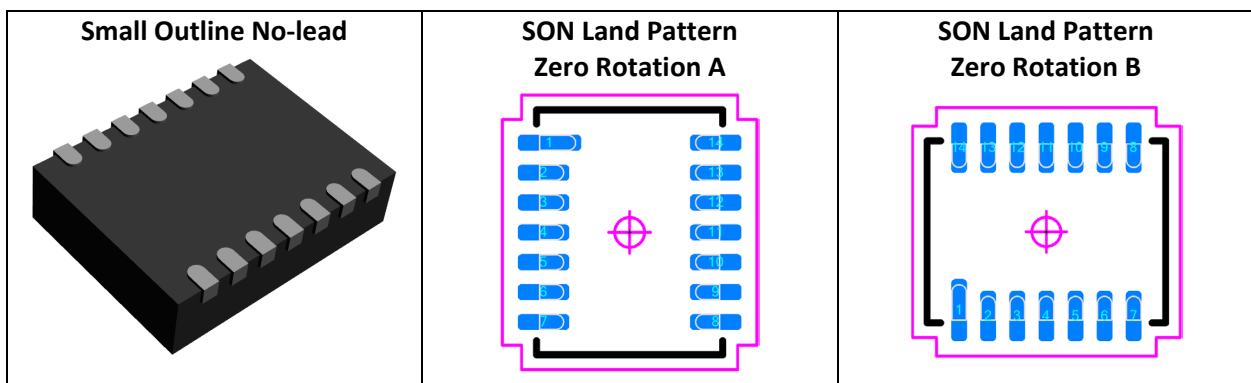 Small Outline No-lead
SON Land Pattern
Zero Rotation A
1
14
2
13
3
12
4
11
5
10
6
9
7
8
SON Land Pattern
Zero Rotation B
14 13 12 11 10 9 8
1 2 3 4 5 6 7